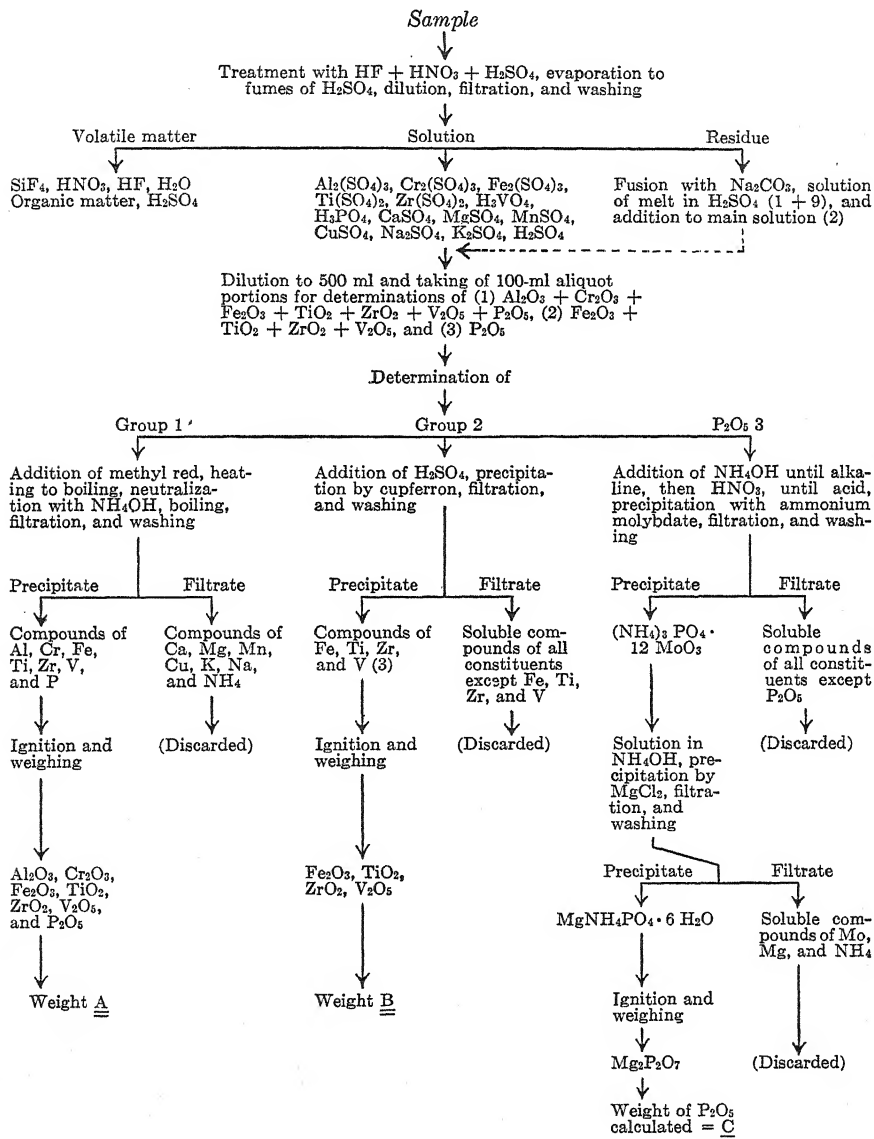 Sample
Treatment with HF + HNO3 + H2SO4, evaporation to
fumes of H2SO4, dilution, filtration, and washing
Volatile matter
SiF4, HNO3, HF, H2O
Organic matter, H2SO4
Solution
Al2(SO4)3, Cr2(SO4)3, Fe2(SO4)3,
Ti(SO4)2, Zr(SO4)2, H3VO4,
H3PO4, CaSO4, MgSO4, MnSO4,
CuSO4, Na2SO4, K2SO4, H2SO4
Residue
Fusion with Na2CO3, solution
of melt in H2SO4 (1 + 9), and
addition to main solution (2)
Dilution to 500 ml and taking of 100-ml aliquot
portions for determinations of (1) Al2O3 + Cr2O3 +
Fe2O3 + TiO2 + ZrO2 + V2O5 + P2O5, (2) Fe2O3 +
TiO2 + ZrO2 + V2O5, and (3) P2O5
Determination of
Group 1
Addition of methyl red, heat-
ing to boiling, neutraliza-
tion with NH4OH, boiling,
filtration, and washing
Precipitate
Compounds of
Al, Cr, Fe,
Ti, Zr, V,
and P
Ignition and
weighing
Al2O3, Cr2O3,
Fe2O3, TiO2,
ZrO2, V2O5,
and P2O5
Weight A
Filtrate
Compounds of
Ca, Mg, Mn,
Cu, K, Na,
and NH4
(Discarded)
Group 2
Addition of H2SO4, precipita-
tion by cupferron, filtration,
and washing
Precipitate
Compounds of
Fe, Ti, Zr,
and V (3)
Ignition and
weighing
Fe2O3, TiO2,
ZrO2, V2O5
Weight B
Filtrate
Soluble com-
pounds of all
constituents
except Fe, Ti,
Zr, and V
(Discarded)
P2O5 3
Addition of NH4OH until alka-
line, then HNO3, until acid,
precipitation with ammonium
molybdate, filtration, and wash-
ing
Precipitate
(NH4)3 PO4·
12 MoO3
Solution in
NH4OH, pre-
cipitation by
MgCl2, filtra-
tion, and
washing
Filtrate
Soluble
compounds
of all constit-
uents except
P2O5
(Discarded)
Precipitate
MgNH4PO4·6 H2O
Ignition and
weighing
Mg2P2O7
Weight of P2O5
calculated = C
Filtrate
Soluble com-
pounds of Mo,
Mg, and NH4
(Discarded)